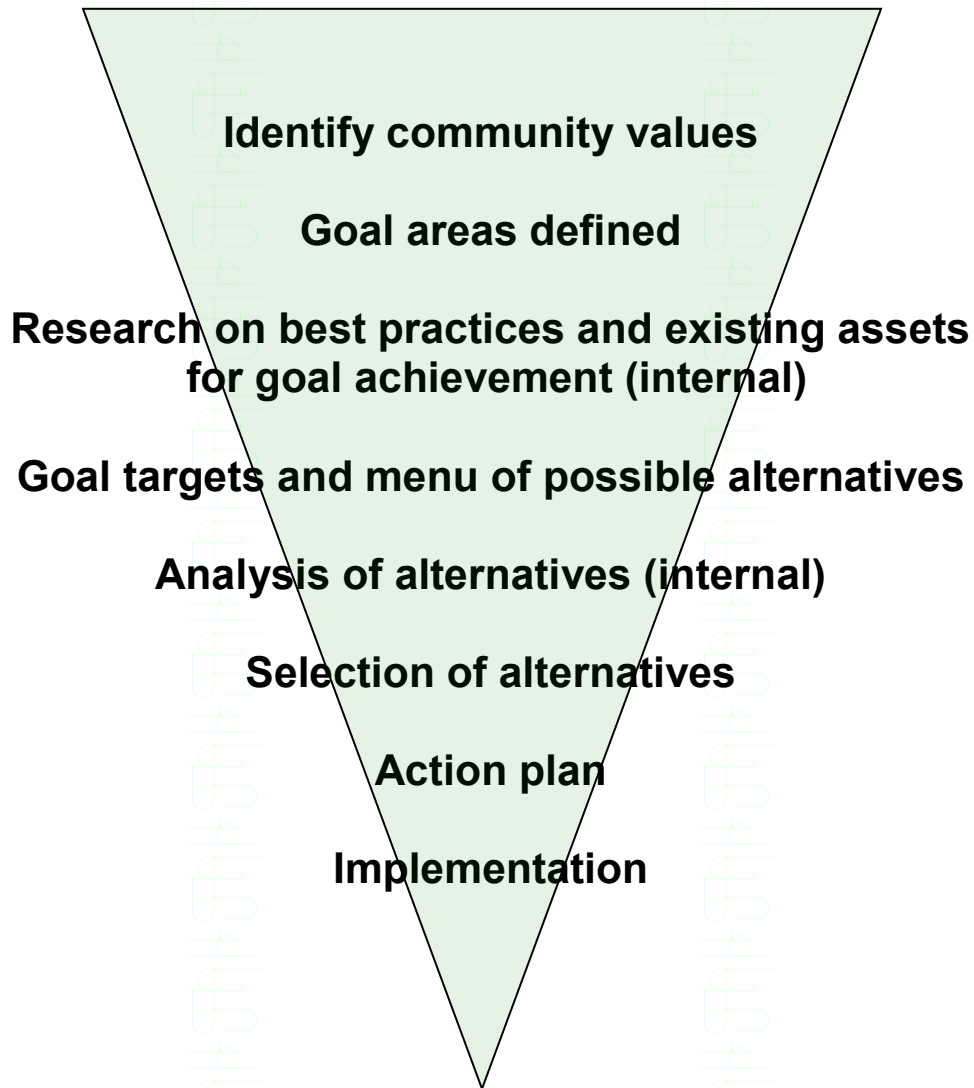 Identify community values
Goal areas defined
Research on best practices and existing assets
for goal achievement (internal)
Goal targets and menu of possible alternatives
Analysis of alternatives (internal)
Selection of alternatives
Action plan
Implementation